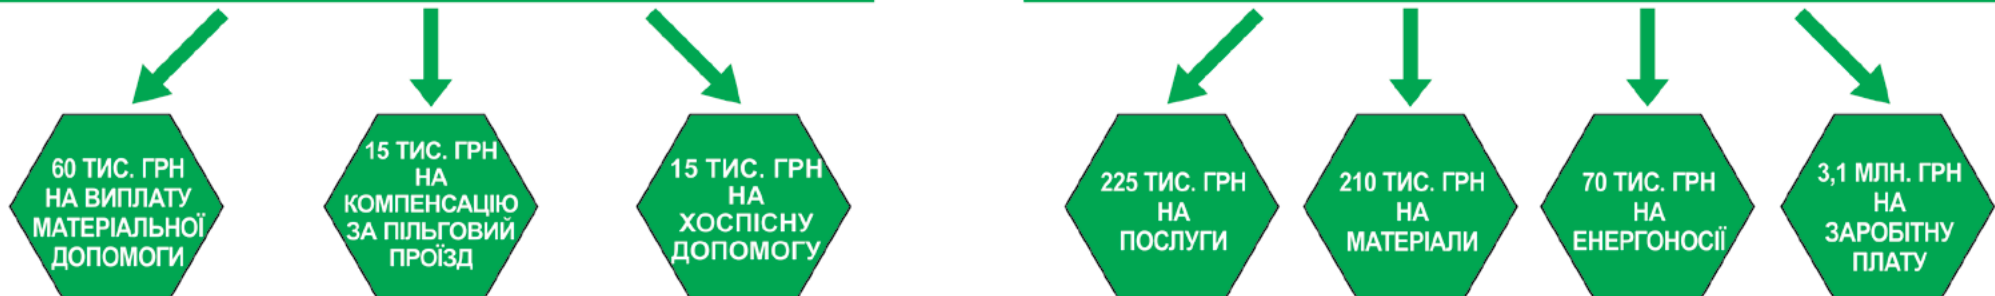 60 ТИС. ГРН
НА ВИПЛАТУ
МАТЕРІАЛЬНОЇ
ДОПОМОГИ
15 ТИС. ГРН
НА
КОМПЕНСАЦІЮ
ЗА ПІЛЬГОВИЙ
ПРОЇЗД
15 ТИС. ГРН
НА
ХОСПІСНУ
ДОПОМОГУ
225 ТИС. ГРН
НА
ПОСЛУГИ
210 ТИС. ГРН
НА
МАТЕРІАЛИ
70 ТИС. ГРН
НА
ЕНЕРГОНОСІЇ
3,1 МЛН. ГРН
НА
ЗАРОБІТНУ
ПЛАТУ